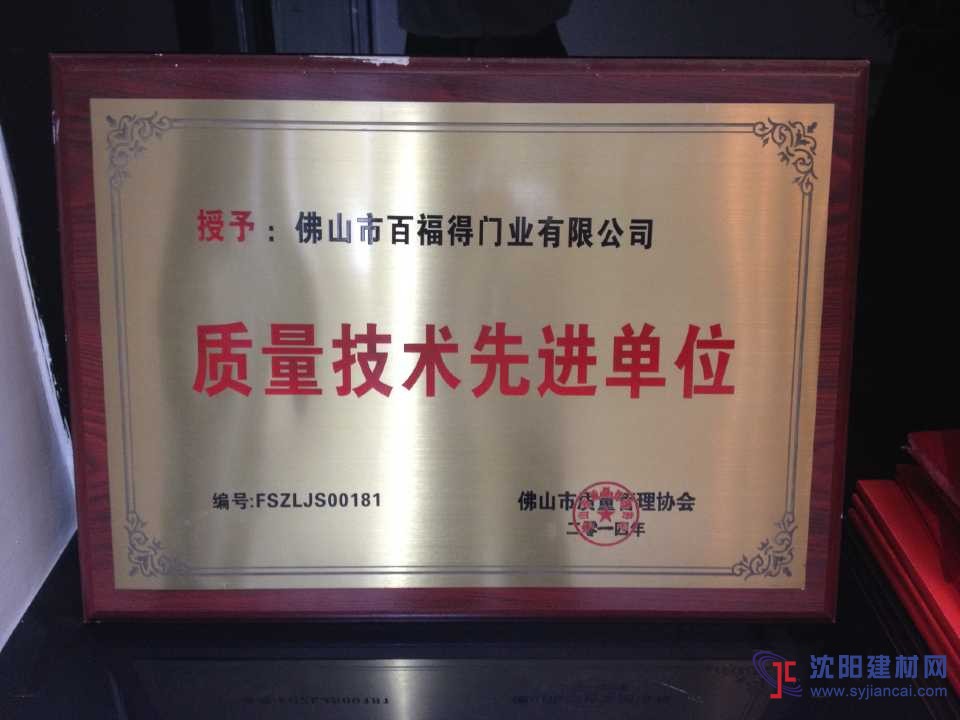 授予：佛山市百福得门业有限公司
质量技术先进单位
编号:FSZLJS00181
佛山市质量管理协会
二零一四年
沈阳建材网
www.syjiancai.com